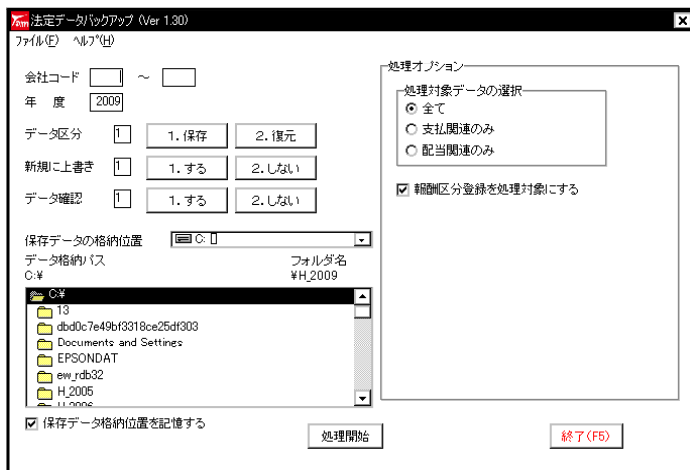 法定データバックアップ (Ver 1.30)
ファイル(F) ヘルプ(H)
会社コード ～
年 度 2009
データ区分 1 1. 保存 2. 復元
新規に上書き 1 1. する 2. しない
データ確認 1 1. する 2. しない
保存データの格納位置 C: []
データ格納パス フォルダ名
C:¥ ¥H_2009
C:¥
13
dbd0c7e49bf3318ce25df303
Documents and Settings
EPSONDAT
ew_rdb32
H_2005
H_2006
保存データ格納位置を記憶する
処理開始
処理オプション
処理対象データの選択
全て
支払関連のみ
配当関連のみ
報酬区分登録を処理対象にする
終了(F5)